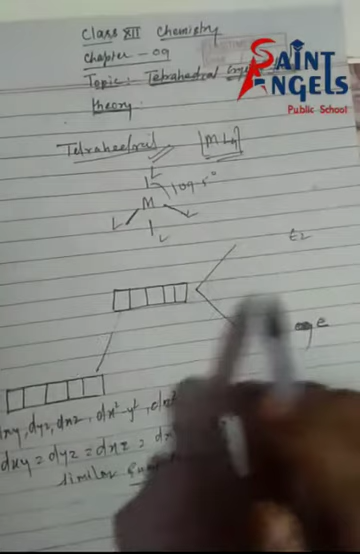 Class XII Chemistry
Chapter - 09
Topic: Tetrahedral
theory.
SAINT
ANGELS
Public School
Tetrahedral [ML4]
L
109.5°
M
L L
L
t2
e
dxy, dyz, dxz, dx²-y²,
dxy = dyz = dxz =
Similar